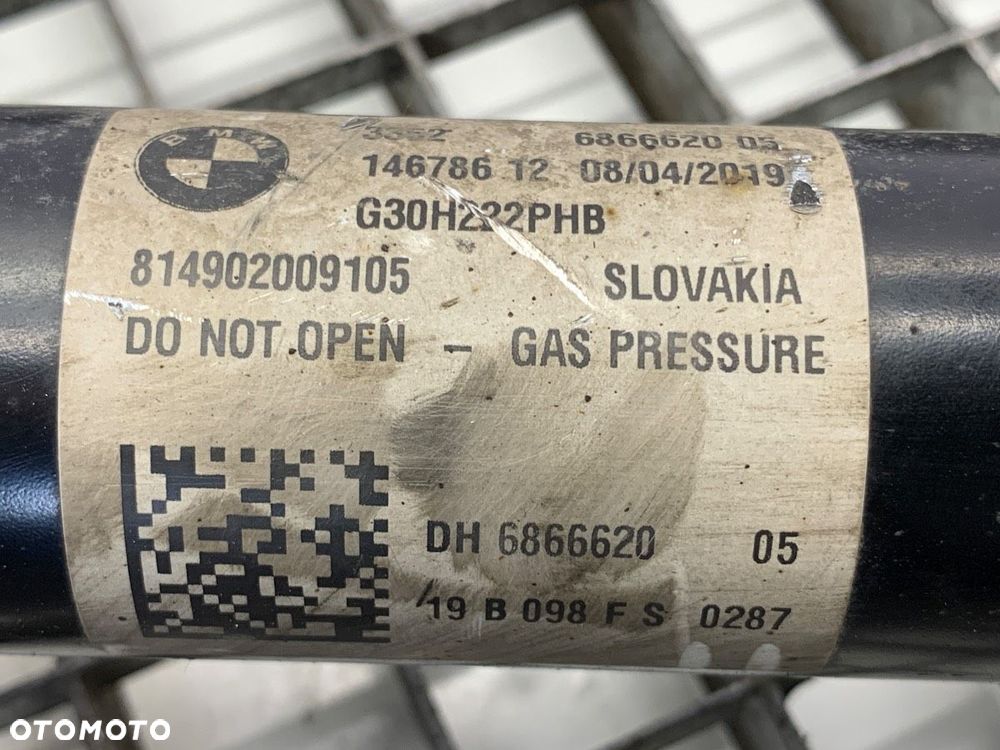 BMW
3352 6866620 05
146786 12 08/04/2019
G30H222PHB
814902009105 SLOVAKIA
DO NOT OPEN – GAS PRESSURE
DH 6866620 05
19 B 098 F S 0287
OTOMOTO